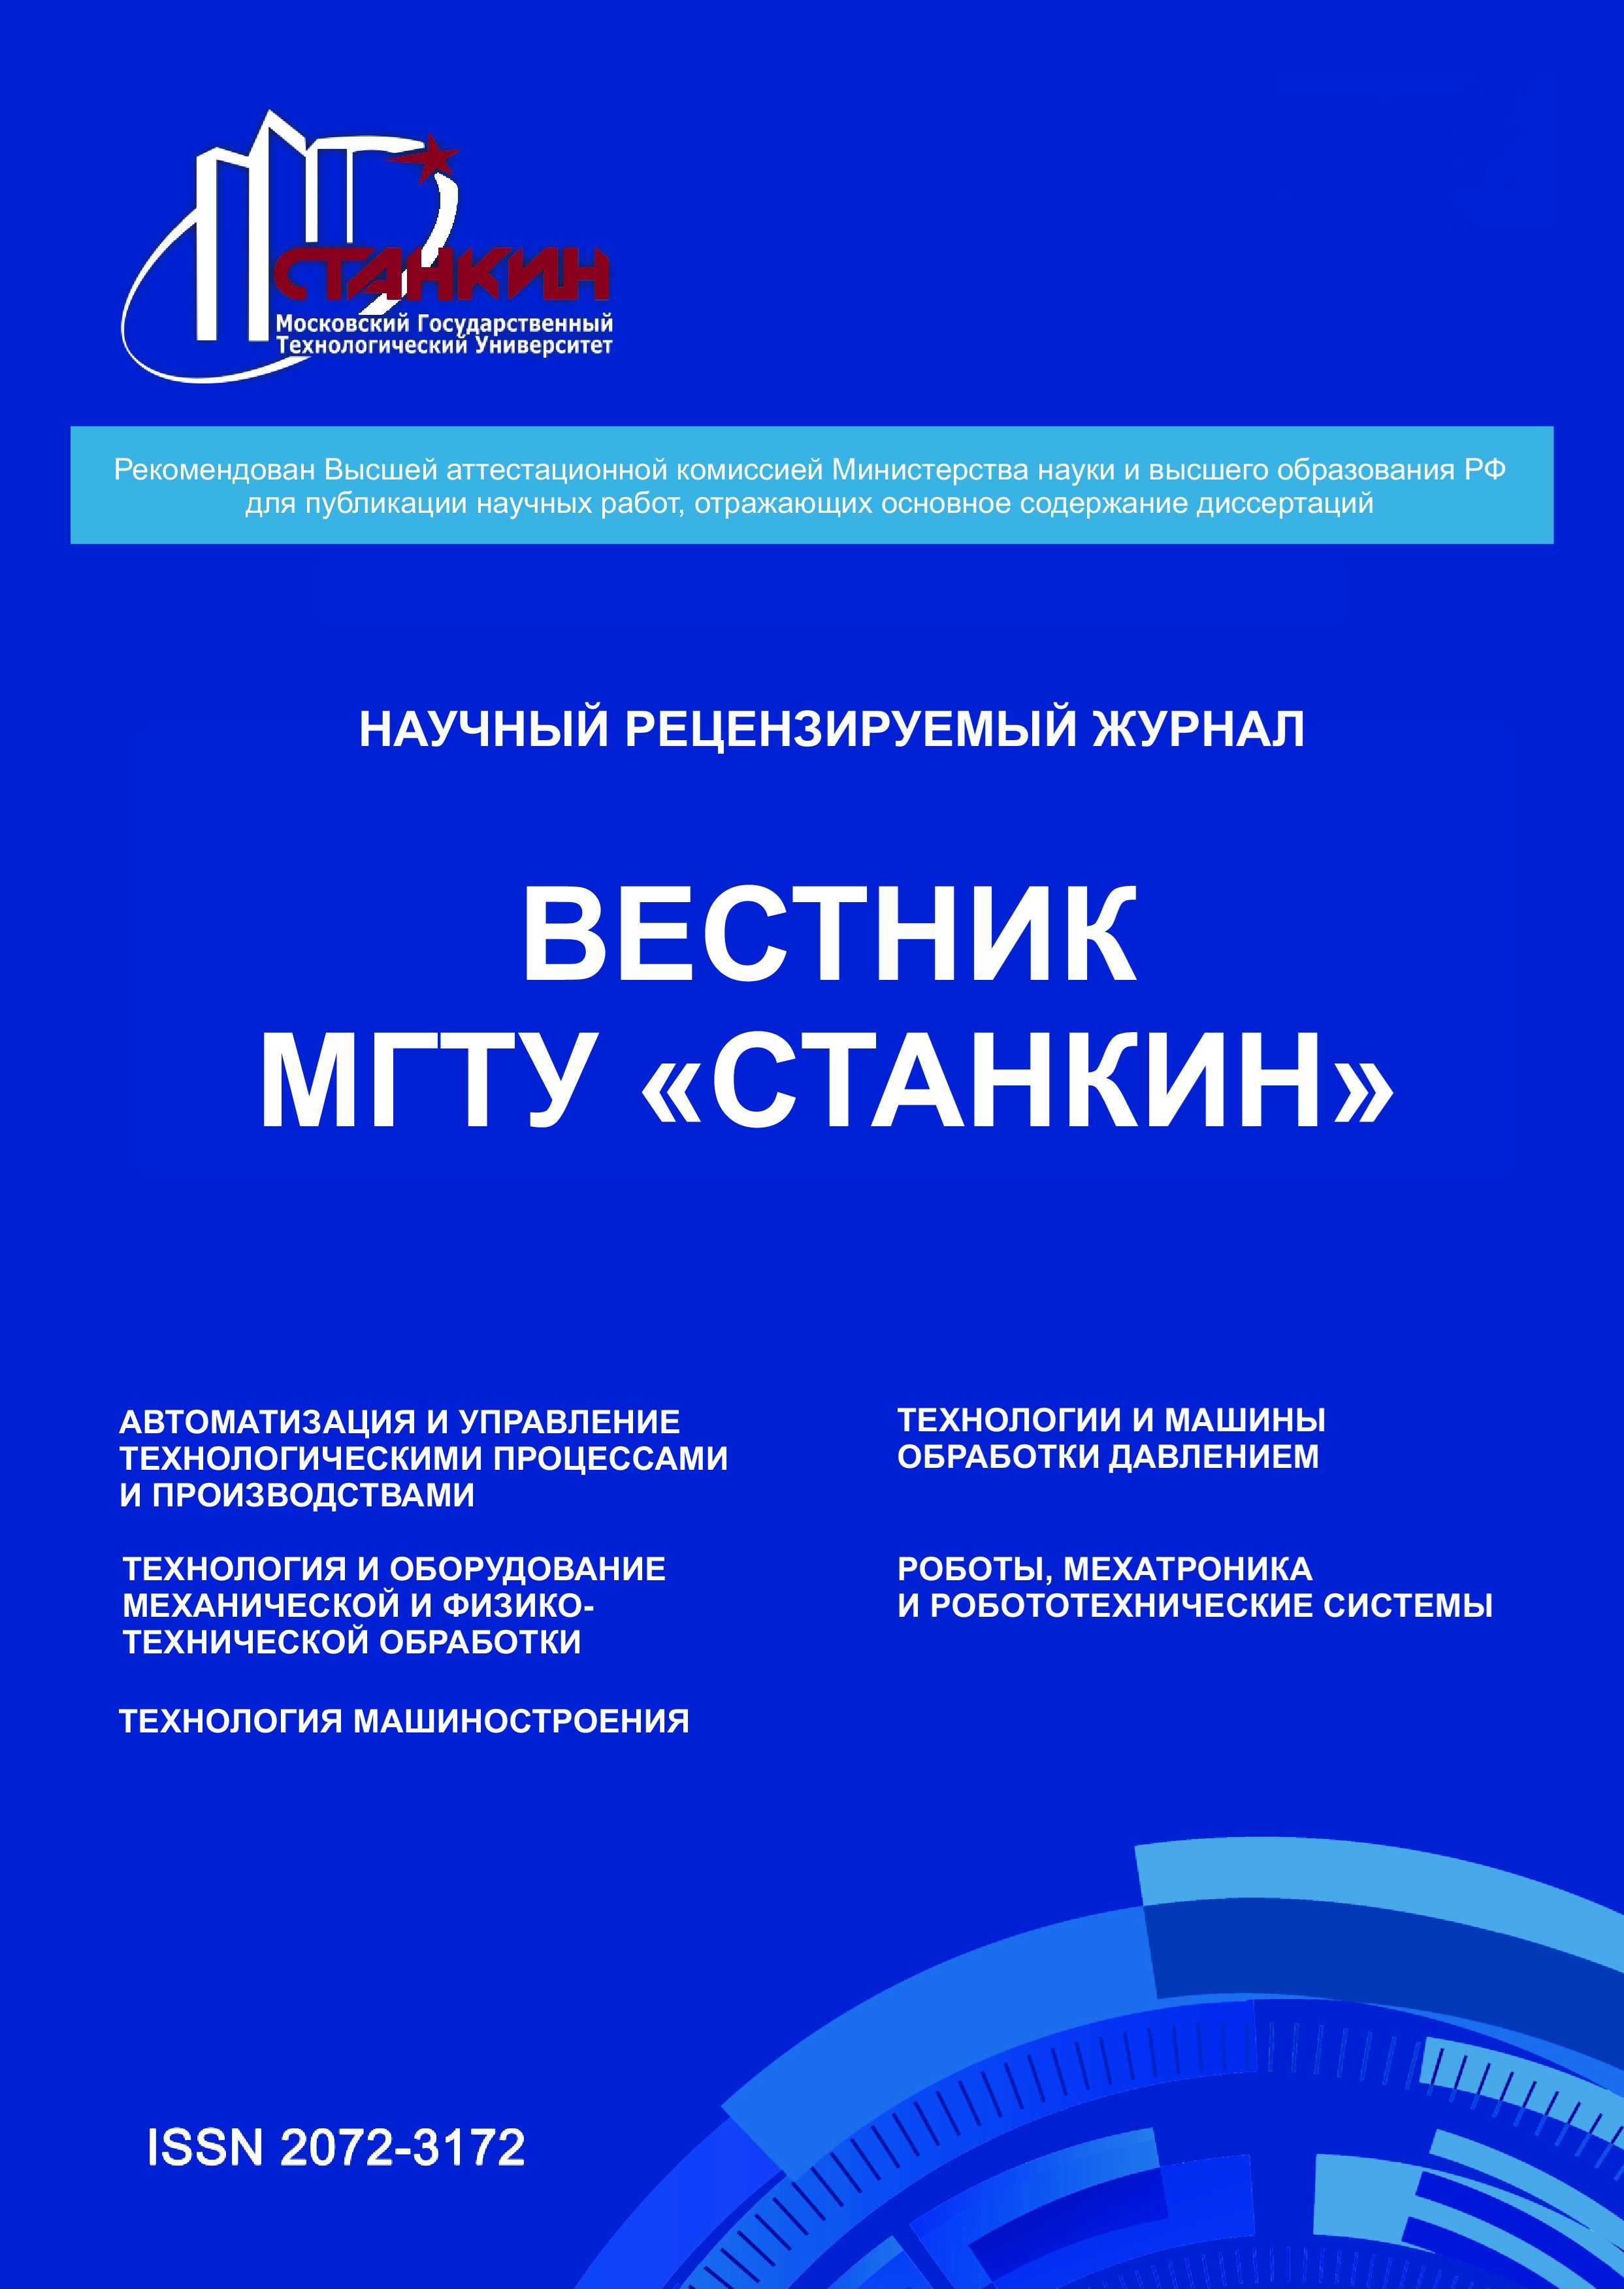 СТАНКИН
Московский Государственный
Технологический Университет
Рекомендован Высшей аттестационной комиссией Министерства науки и высшего образования РФ
для публикации научных работ, отражающих основное содержание диссертаций
НАУЧНЫЙ РЕЦЕНЗИРУЕМЫЙ ЖУРНАЛ
ВЕСТНИК
МГТУ «СТАНКИН»
АВТОМАТИЗАЦИЯ И УПРАВЛЕНИЕ
ТЕХНОЛОГИЧЕСКИМИ ПРОЦЕССАМИ
И ПРОИЗВОДСТВАМИ
ТЕХНОЛОГИЯ И ОБОРУДОВАНИЕ
МЕХАНИЧЕСКОЙ И ФИЗИКО-
ТЕХНИЧЕСКОЙ ОБРАБОТКИ
ТЕХНОЛОГИЯ МАШИНОСТРОЕНИЯ
ТЕХНОЛОГИИ И МАШИНЫ
ОБРАБОТКИ ДАВЛЕНИЕМ
РОБОТЫ, МЕХАТРОНИКА
И РОБОТОТЕХНИЧЕСКИЕ СИСТЕМЫ
ISSN 2072-3172